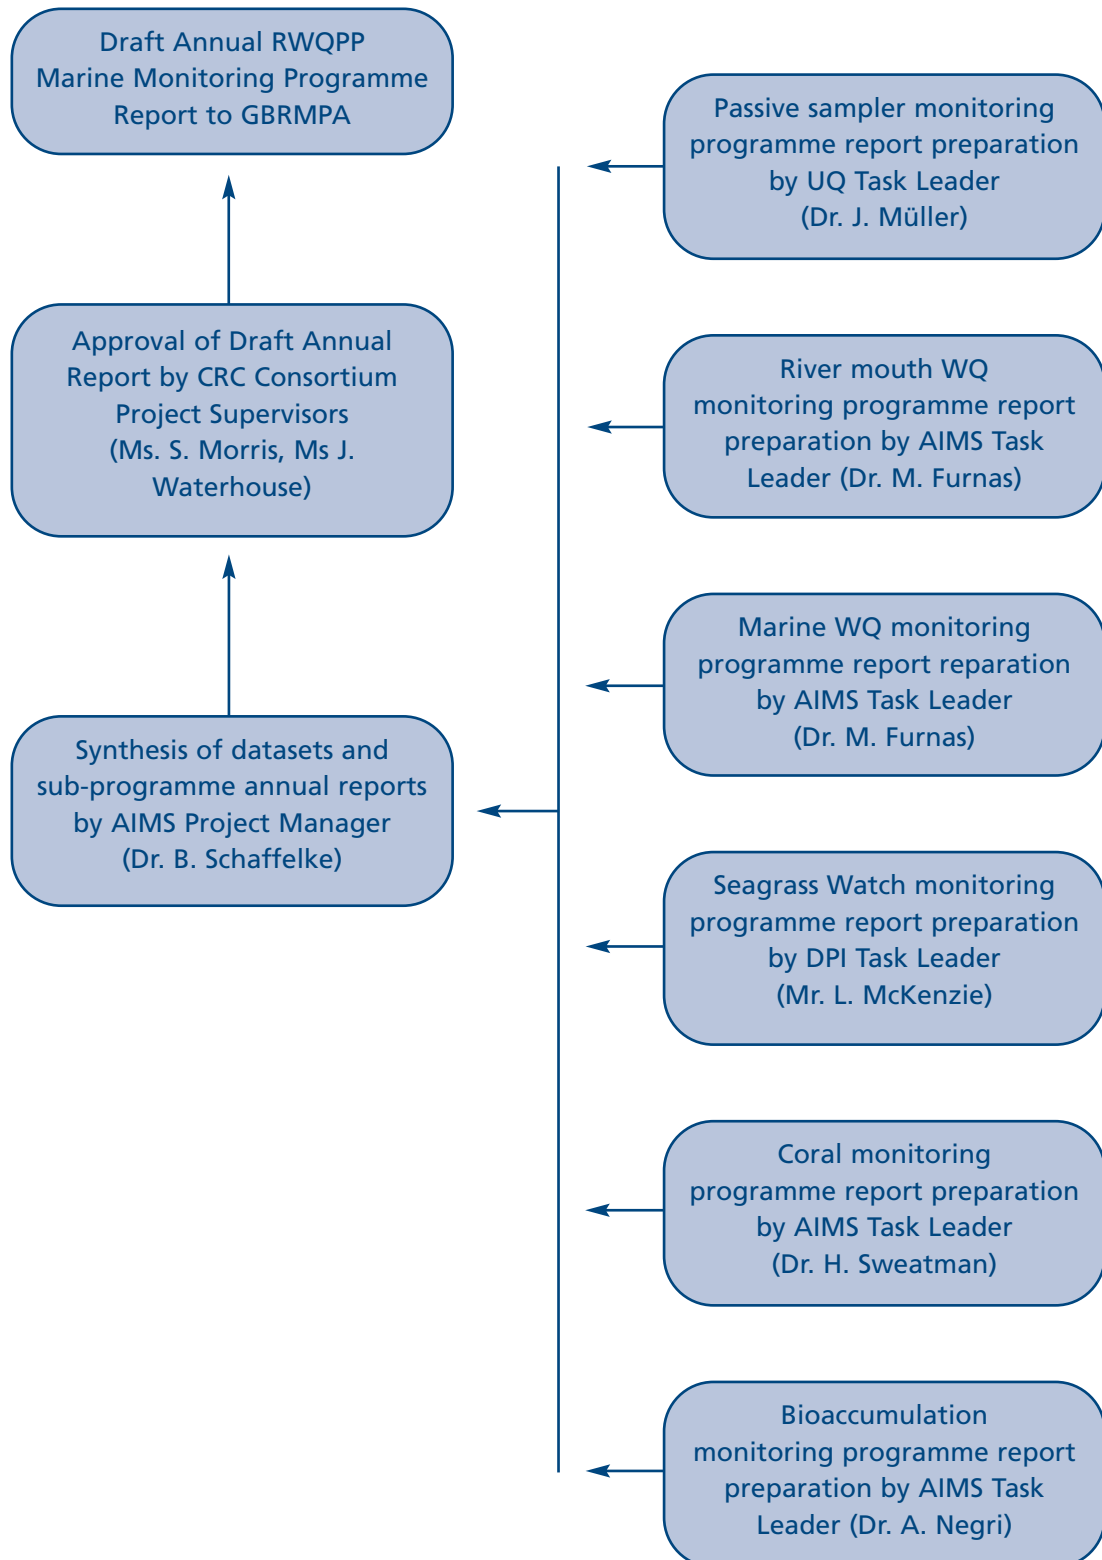 Draft Annual RWQPP
Marine Monitoring Programme
Report to GBRMPA
Approval of Draft Annual
Report by CRC Consortium
Project Supervisors
(Ms. S. Morris, Ms J.
Waterhouse)
Synthesis of datasets and
sub-programme annual reports
by AIMS Project Manager
(Dr. B. Schaffelke)
Passive sampler monitoring
programme report preparation
by UQ Task Leader
(Dr. J. Müller)
River mouth WQ
monitoring programme report
preparation by AIMS Task
Leader (Dr. M. Furnas)
Marine WQ monitoring
programme report reparation
by AIMS Task Leader
(Dr. M. Furnas)
Seagrass Watch monitoring
programme report preparation
by DPI Task Leader
(Mr. L. McKenzie)
Coral monitoring
programme report preparation
by AIMS Task Leader
(Dr. H. Sweatman)
Bioaccumulation
monitoring programme report
preparation by AIMS Task
Leader (Dr. A. Negri)